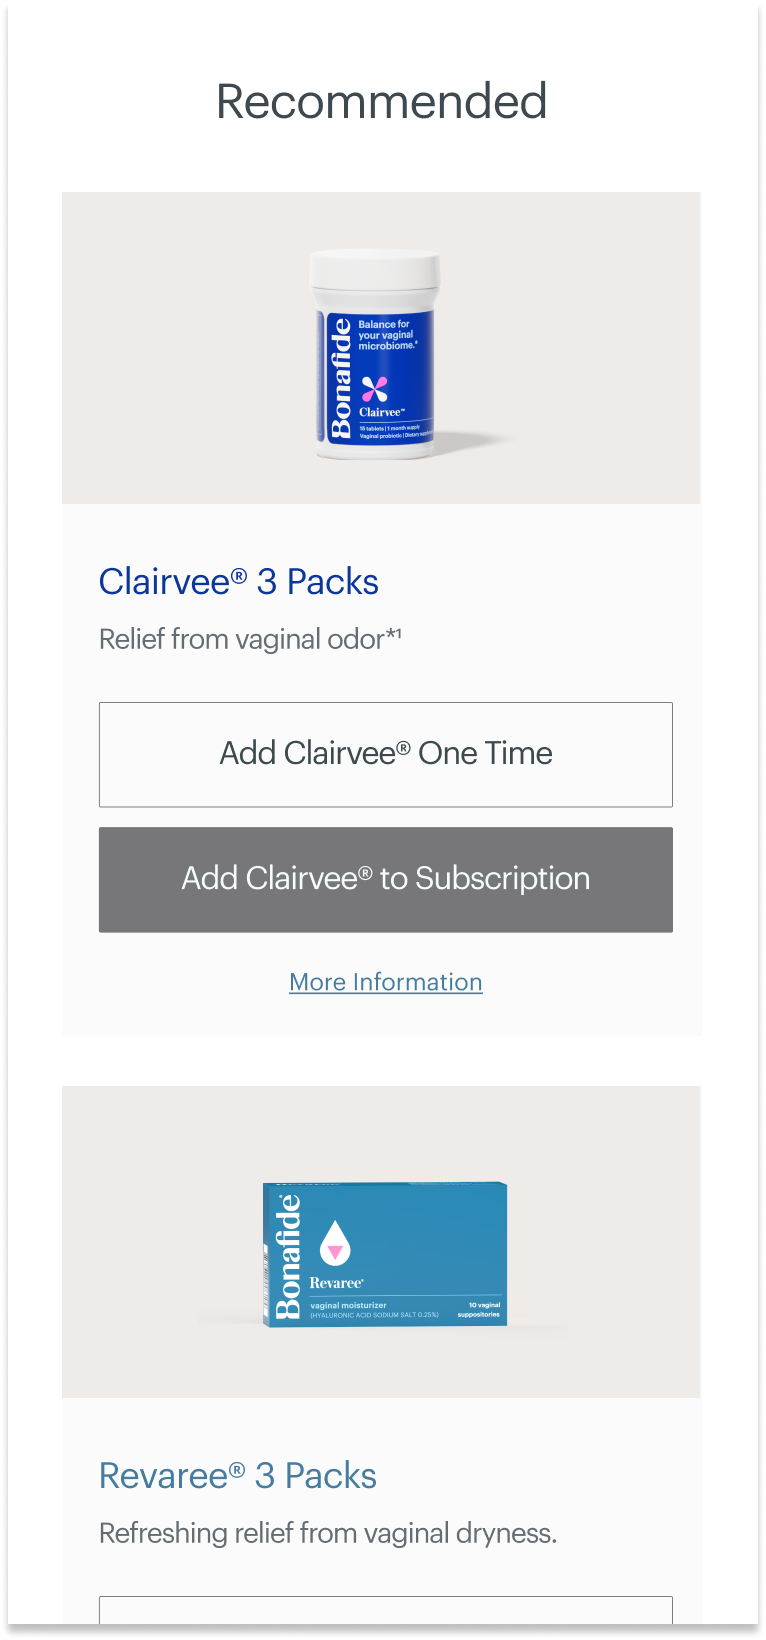 Recommended
Bonafide
Balance for
your vaginal
microbiome.*
Clairvee™
15 tablets | 1 month supply
Vaginal probiotic | Dietary
Clairvee® 3 Packs
Relief from vaginal odor*¹
Add Clairvee® One Time
Add Clairvee® to Subscription
More Information
Bonafide®
Revaree®
vaginal moisturizer
(HYALURONIC ACID SODIUM SALT 0.25%)
10 vaginal
suppositories
Revaree® 3 Packs
Refreshing relief from vaginal dryness.